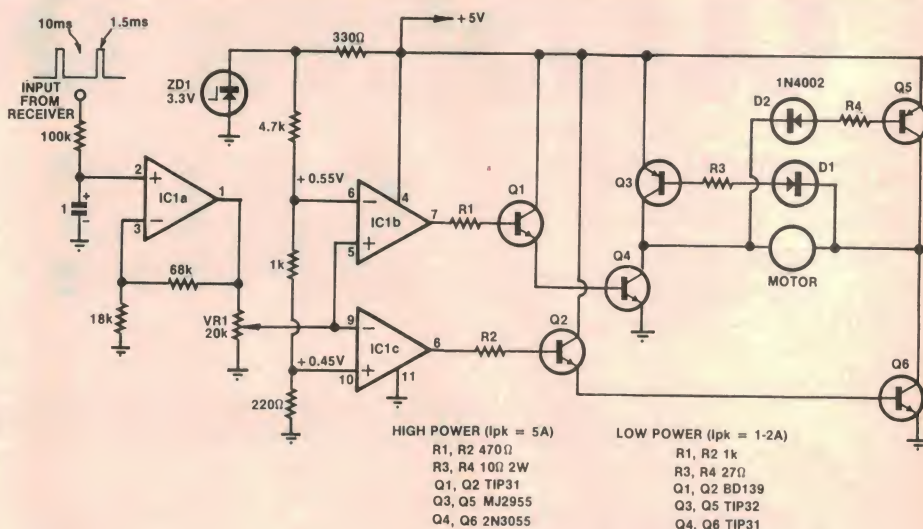 10ms
1.5ms
INPUT
FROM
RECEIVER
100k
1
+
-
2
+
IC1a
1
-
3
68k
18k
VR1
20k
ZD1
3.3V
330Ω
+5V
4.7k
+0.55V
1k
+0.45V
220Ω
6
-
IC1b
4
7
+
5
9
-
IC1c
6
+
10
11
R1
Q1
R2
Q2
Q3
R3
D1
1N4002
D2
R4
Q5
Q4
MOTOR
Q6
HIGH POWER (Ipk = 5A)
R1, R2 470Ω
R3, R4 10Ω 2W
Q1, Q2 TIP31
Q3, Q5 MJ2955
Q4, Q6 2N3055
LOW POWER (Ipk = 1-2A)
R1, R2 1k
R3, R4 27Ω
Q1, Q2 BD139
Q3, Q5 TIP32
Q4, Q6 TIP31